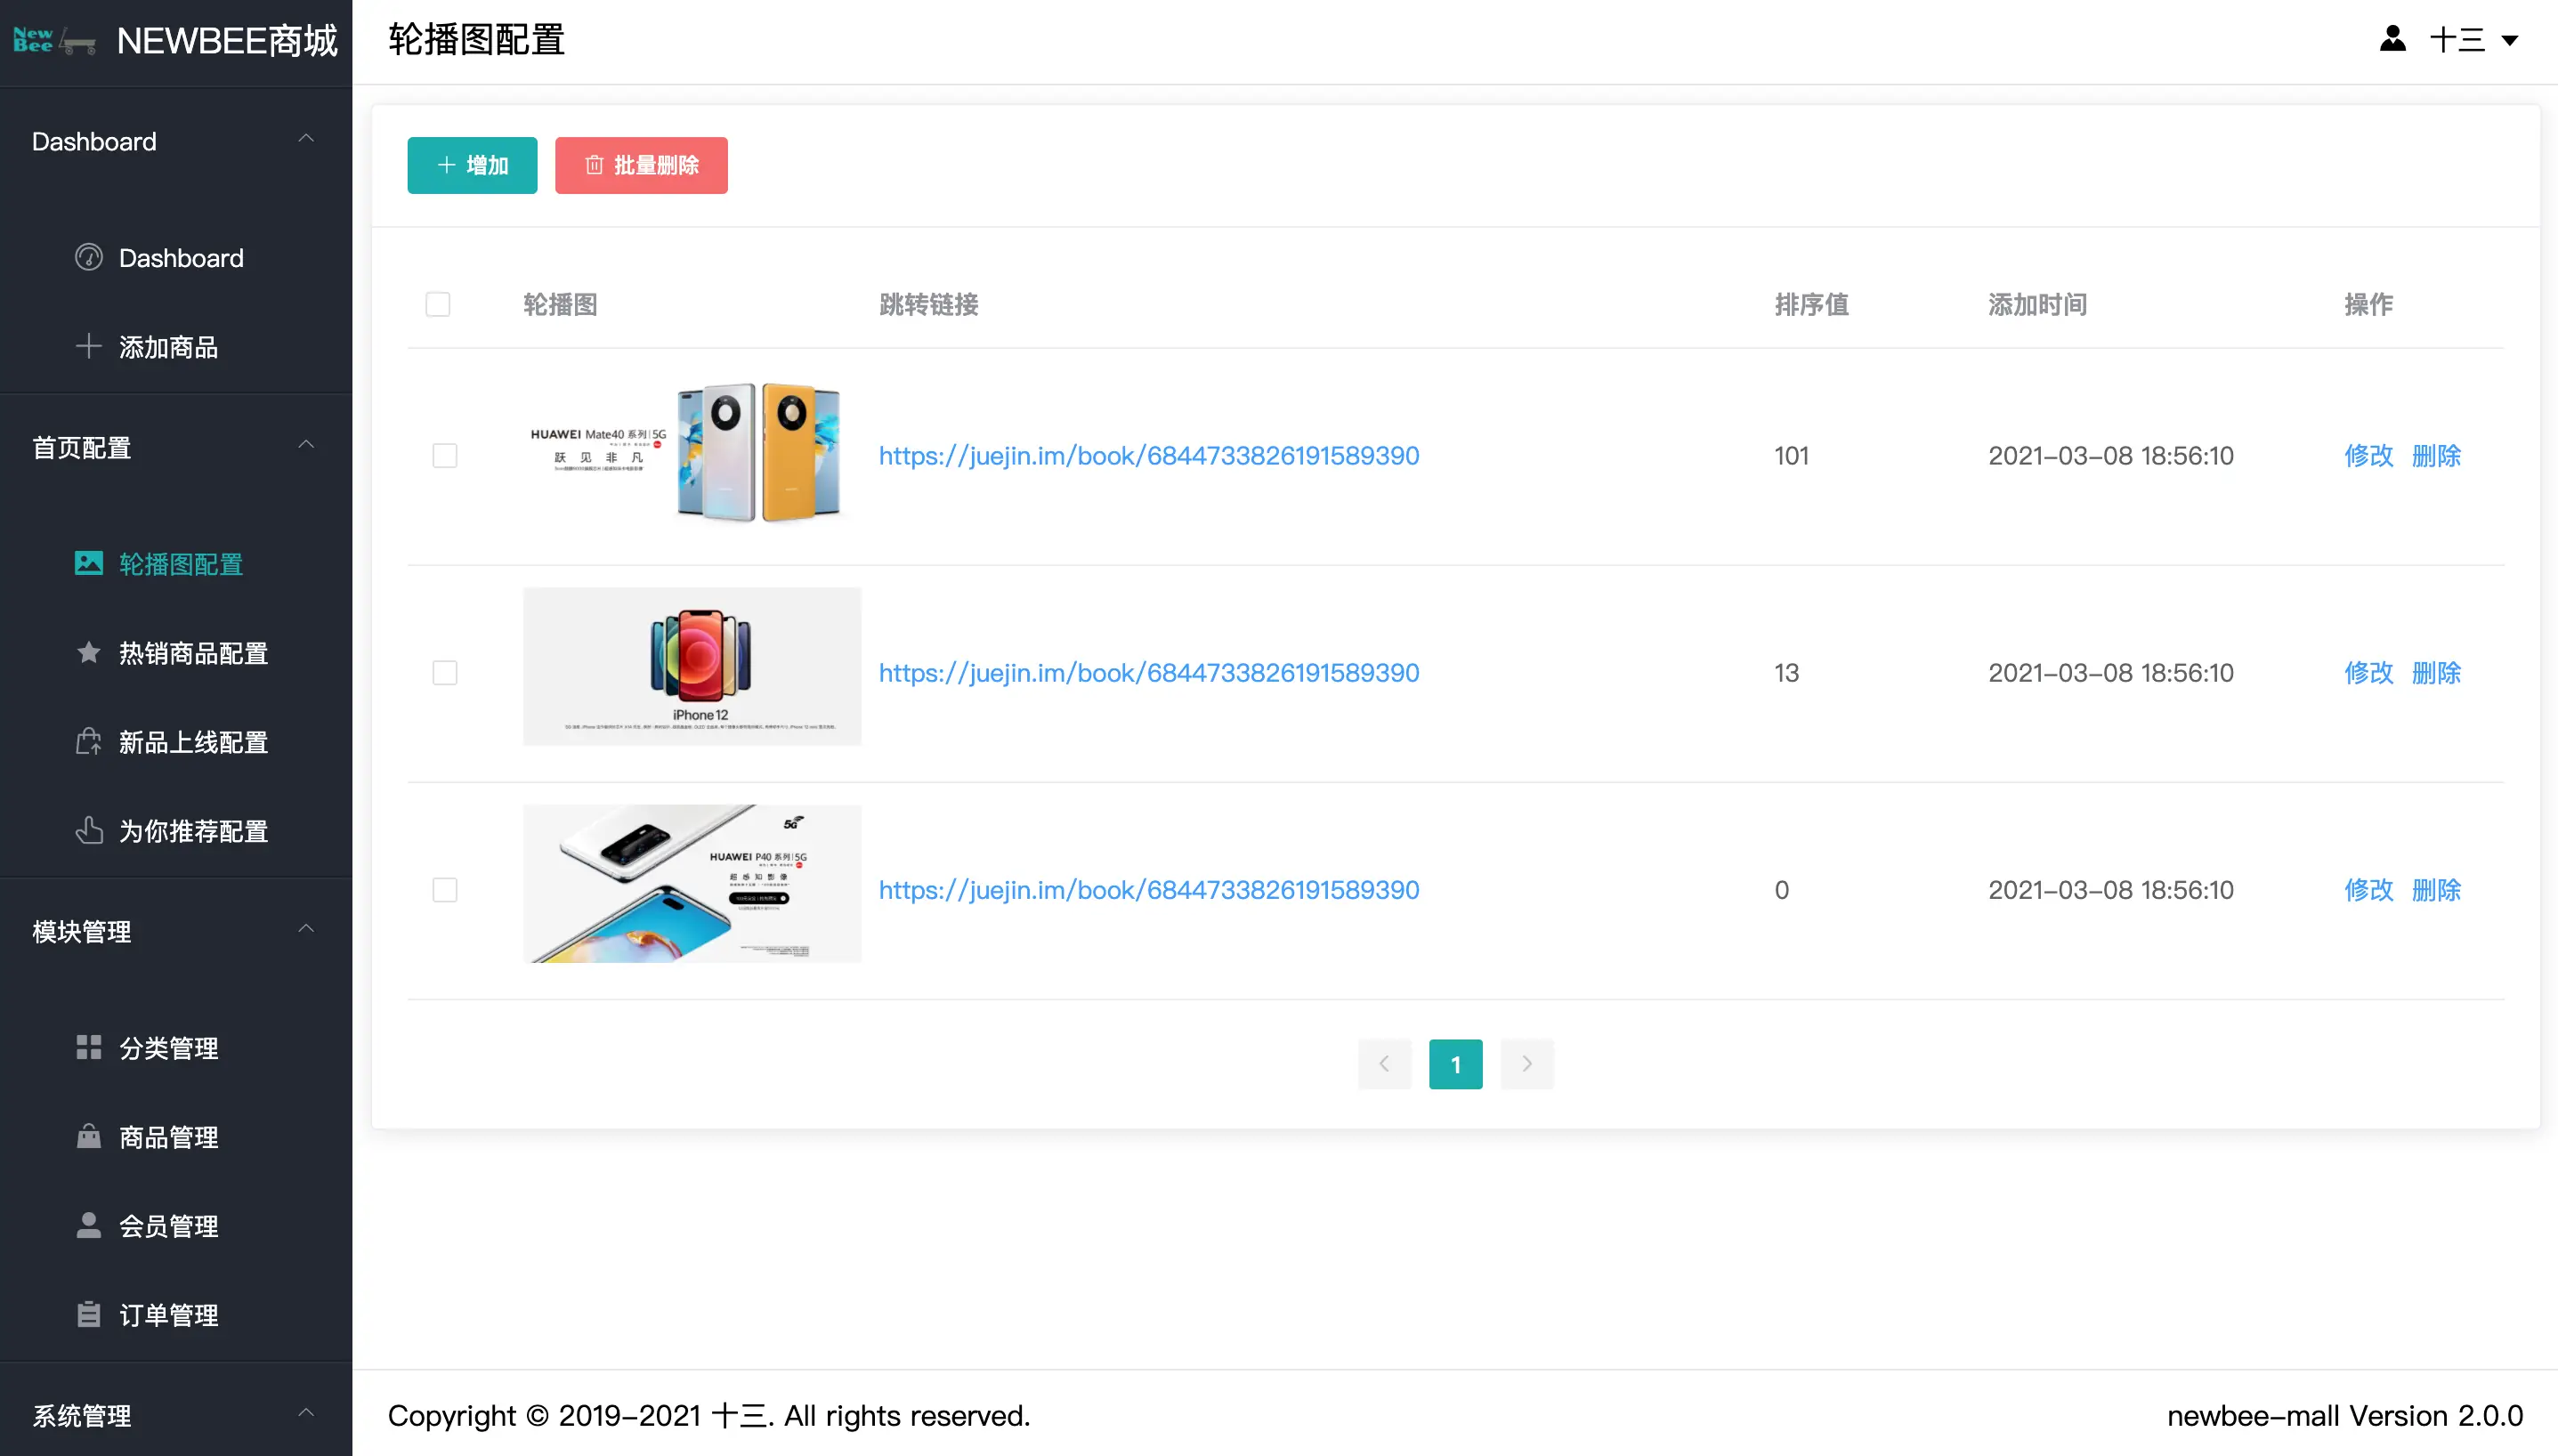 New
Bee
NEWBEE商城
轮播图配置
十三
Dashboard
Dashboard
添加商品
首页配置
轮播图配置
热销商品配置
新品上线配置
为你推荐配置
模块管理
分类管理
商品管理
会员管理
订单管理
系统管理
增加
批量删除
轮播图 跳转链接 排序值 添加时间 操作
HUAWEI Mate40 系列|5G
跃 见 非 凡
https://juejin.im/book/6844733826191589390 101 2021-03-08 18:56:10 修改 删除
iPhone 12
https://juejin.im/book/6844733826191589390 13 2021-03-08 18:56:10 修改 删除
5G
HUAWEI P40 系列|5G
超 感 知 影 像
https://juejin.im/book/6844733826191589390 0 2021-03-08 18:56:10 修改 删除
1
Copyright © 2019-2021 十三. All rights reserved.
newbee-mall Version 2.0.0